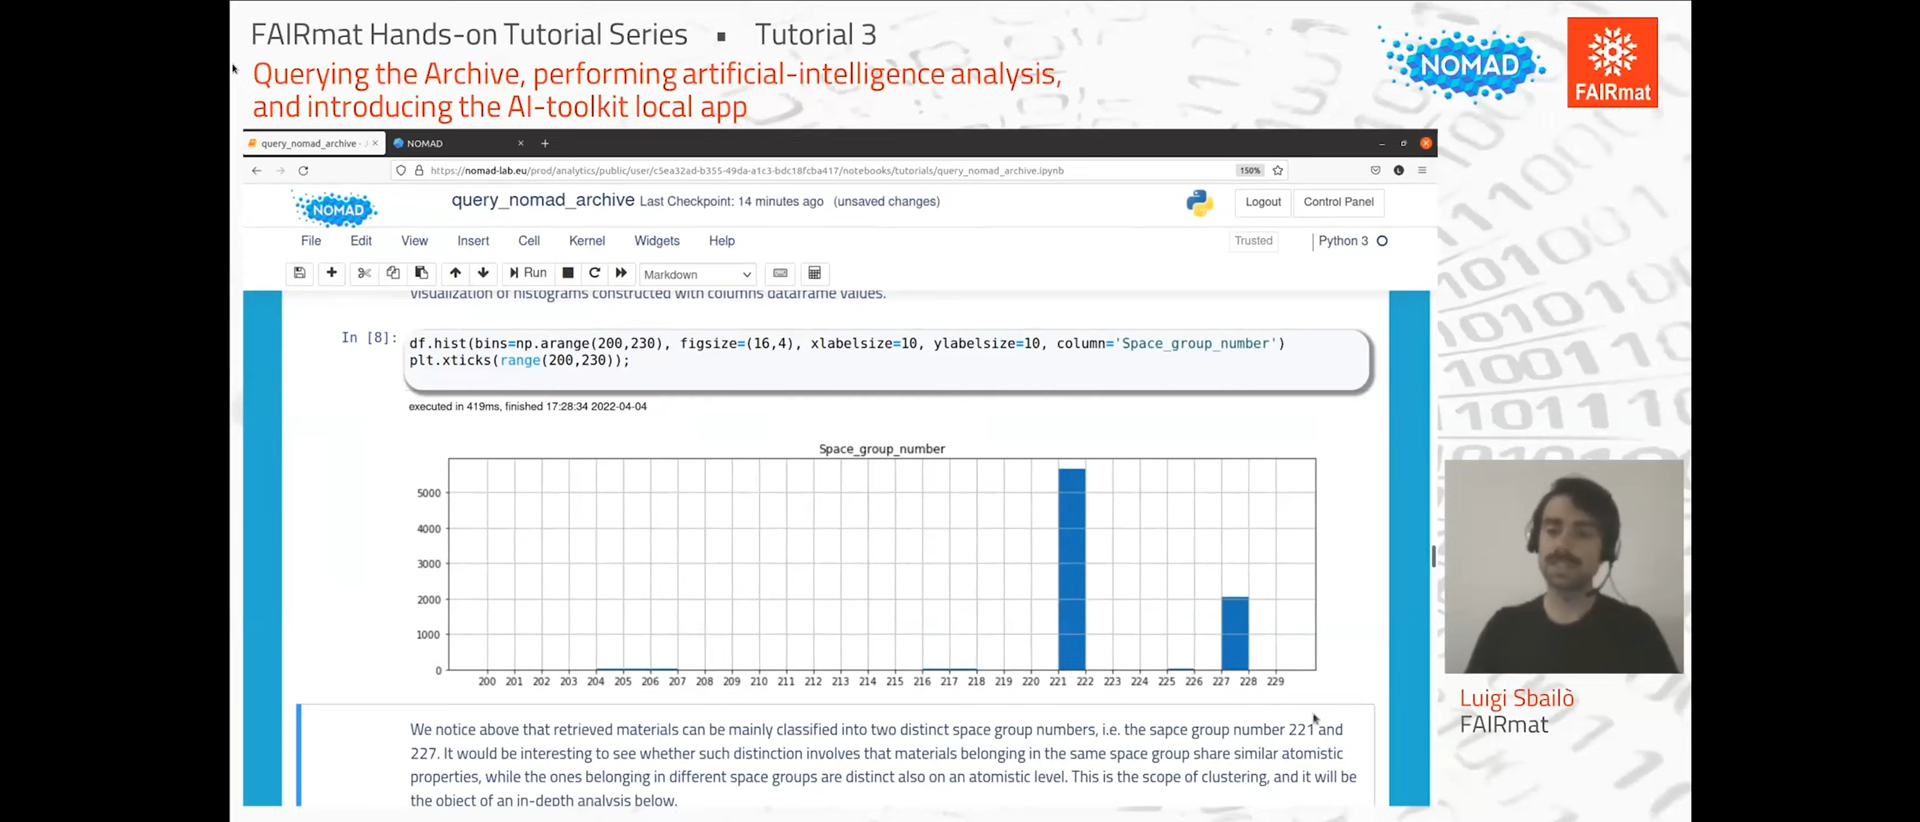 FAIRmat Hands-on Tutorial Series ▪ Tutorial 3
Querying the Archive, performing artificial-intelligence analysis,
and introducing the AI-toolkit local app
NOMAD
FAIRmat
query_nomad_archive -
NOMAD
https://nomad-lab.eu/prod/analytics/public/user/c5ea32ad-b355-49da-a1c3-bdc18fcba417/notebooks/tutorials/query_nomad_archive.ipynb
150%
NOMAD
query_nomad_archive Last Checkpoint: 14 minutes ago (unsaved changes)
Logout
Control Panel
File Edit View Insert Cell Kernel Widgets Help
Trusted
Python 3
Run
Markdown
visualization of histograms constructed with columns dataframe values.
In [8]:
df.hist(bins=np.arange(200,230), figsize=(16,4), xlabelsize=10, ylabelsize=10, column='Space_group_number')
plt.xticks(range(200,230));
executed in 419ms, finished 17:28:34 2022-04-04
Space_group_number
5000
4000
3000
2000
1000
0
200 201 202 203 204 205 206 207 208 209 210 211 212 213 214 215 216 217 218 219 220 221 222 223 224 225 226 227 228 229
We notice above that retrieved materials can be mainly classified into two distinct space group numbers, i.e. the sapce group number 221 and
227. It would be interesting to see whether such distinction involves that materials belonging in the same space group share similar atomistic
properties, while the ones belonging in different space groups are distinct also on an atomistic level. This is the scope of clustering, and it will be
the object of an in-depth analysis below.
Luigi Sbailò
FAIRmat